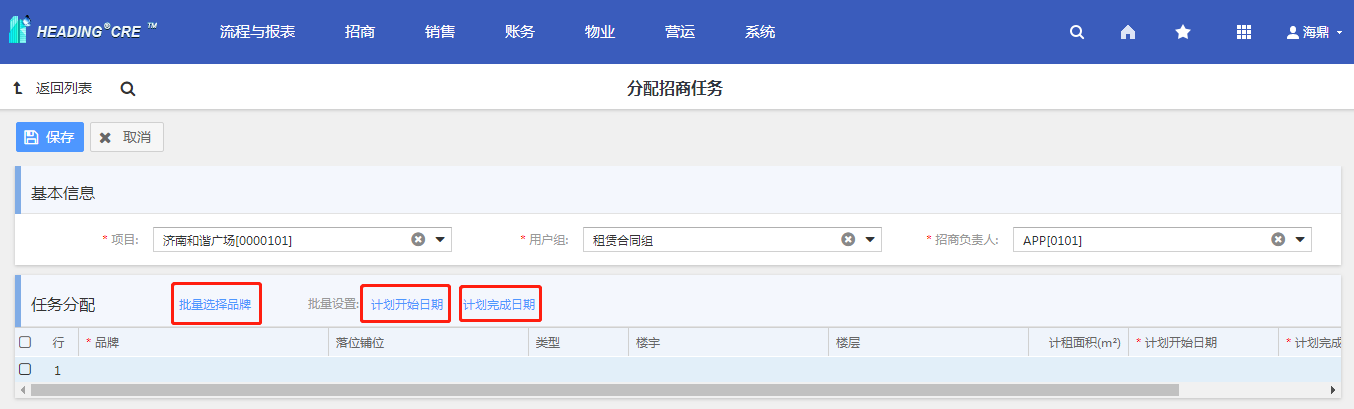 HEADING®CRE TM 流程与报表 招商 销售 账务 物业 营运 系统 海鼎
返回列表 分配招商任务
保存 取消
基本信息
* 项目: 济南和谐广场[0000101] * 用户组: 租赁合同组 * 招商负责人: APP[0101]
任务分配 批量选择品牌 批量设置: 计划开始日期 计划完成日期
行 * 品牌 落位铺位 类型 楼宇 楼层 计租面积(m²) * 计划开始日期 * 计划完成
1